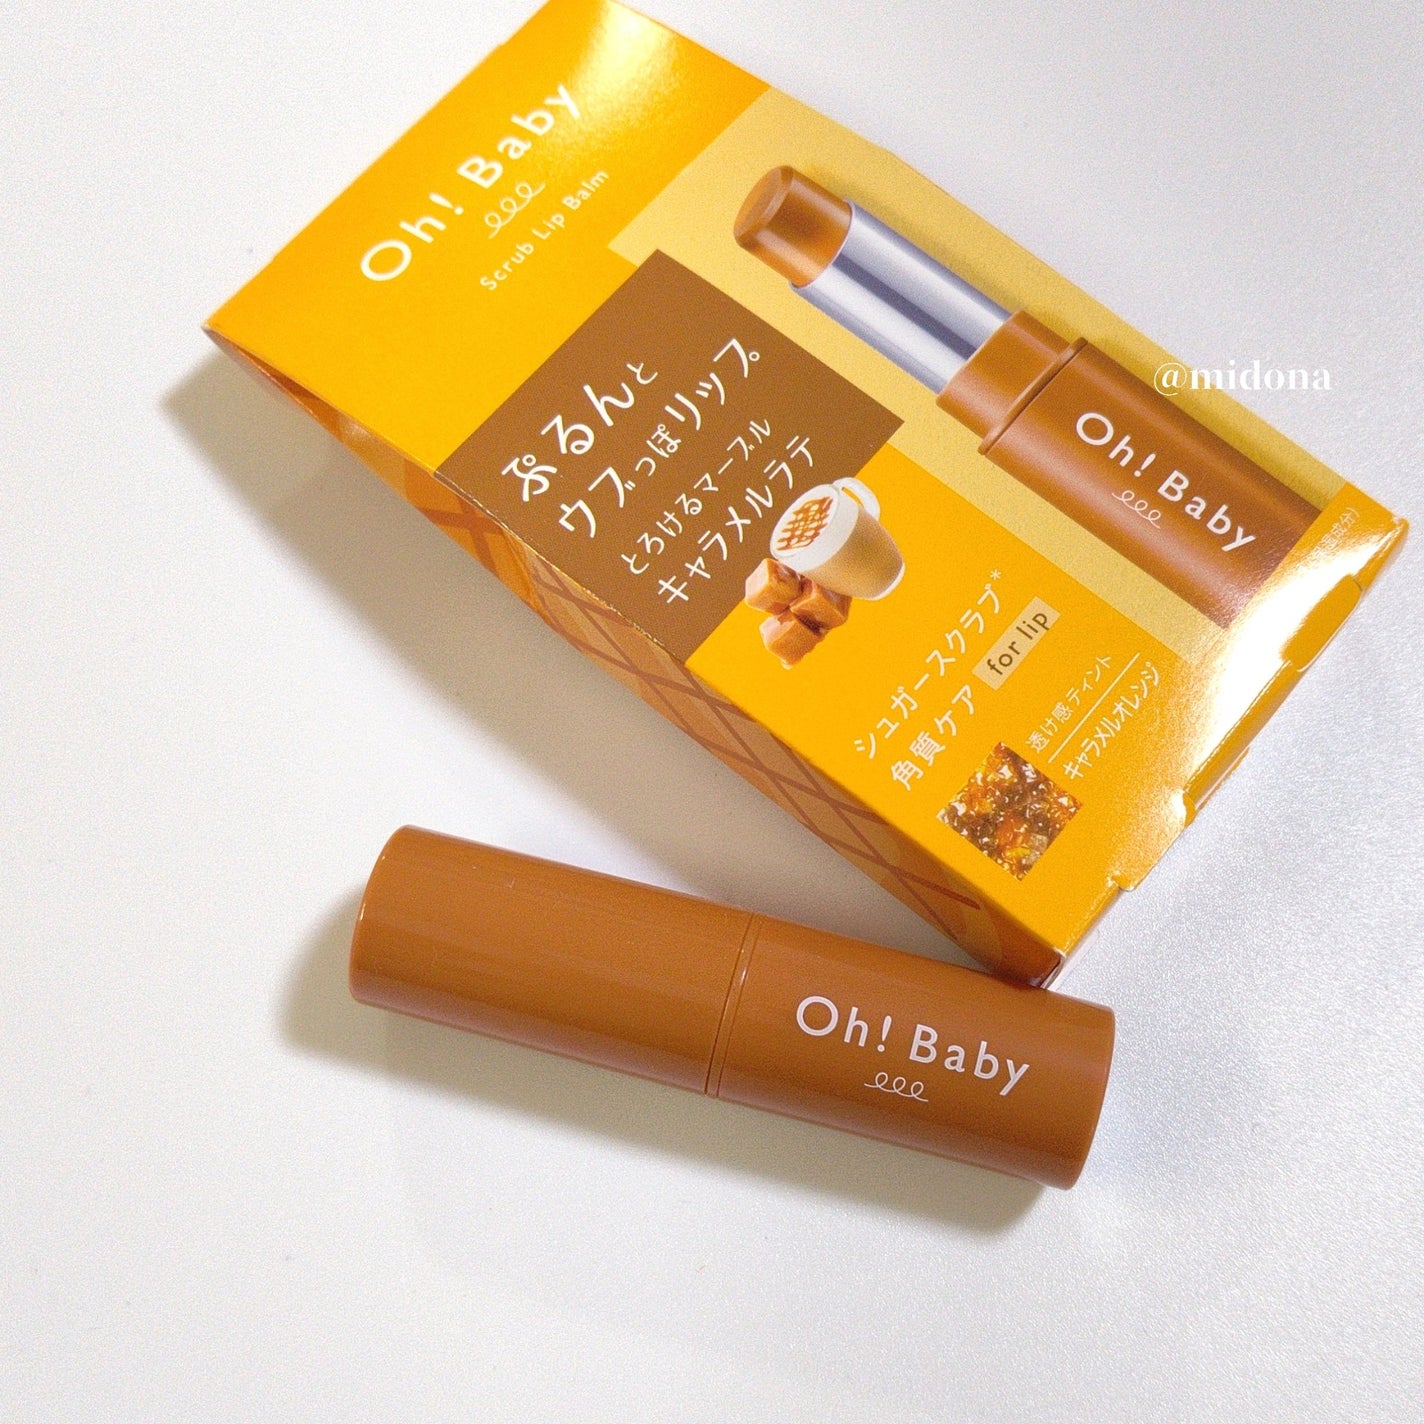 Oh! Baby
Scrub Lip Balm
ぷるんと
ウブっぽリップ
とろけるマーブル
キャラメルラテ
Oh! Baby
シュガースクラブ*
角質ケア for lip
透け感ティント
キャラメルオレンジ
成分)
@midona
Oh! Baby